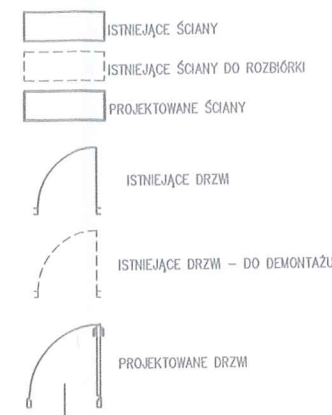 ISTNIEJĄCE ŚCIANY
ISTNIEJĄCE ŚCIANY DO ROZBIÓRKI
PROJEKTOWANE ŚCIANY
ISTNIEJĄCE DRZWI
ISTNIEJĄCE DRZWI – DO DEMONTAŻU
PROJEKTOWANE DRZWI